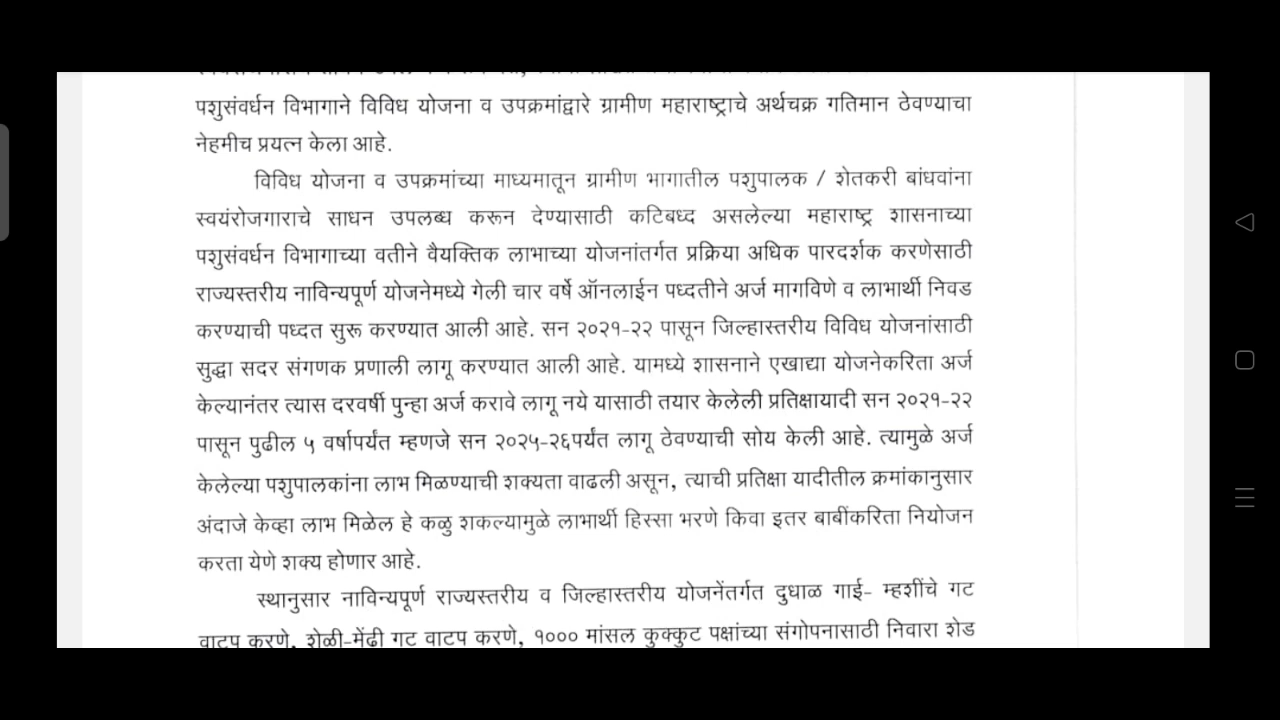 पशुसंवर्धन विभागाने विविध योजना व उपक्रमांद्वारे ग्रामीण महाराष्ट्राचे अर्थचक्र गतिमान ठेवण्याचा
नेहमीच प्रयत्न केला आहे.
विविध योजना व उपक्रमांच्या माध्यमातून ग्रामीण भागातील पशुपालक / शेतकरी बांधवांना
स्वयंरोजगाराचे साधन उपलब्ध करून देण्यासाठी कटिबध्द असलेल्या महाराष्ट्र शासनाच्या
पशुसंवर्धन विभागाच्या वतीने वैयक्तिक लाभाच्या योजनांतर्गत प्रक्रिया अधिक पारदर्शक करणेसाठी
राज्यस्तरीय नाविन्यपूर्ण योजनेमध्ये गेली चार वर्षे ऑनलाईन पध्दतीने अर्ज मागविणे व लाभार्थी निवड
करण्याची पध्दत सुरू करण्यात आली आहे. सन २०२१-२२ पासून जिल्हास्तरीय विविध योजनांसाठी
सुद्धा सदर संगणक प्रणाली लागू करण्यात आली आहे. यामध्ये शासनाने एखाद्या योजनेकरिता अर्ज
केल्यानंतर त्यास दरवर्षी पुन्हा अर्ज करावे लागू नये यासाठी तयार केलेली प्रतिक्षायादी सन २०२१-२२
पासून पुढील ५ वर्षापर्यंत म्हणजे सन २०२५-२६पर्यंत लागू ठेवण्याची सोय केली आहे. त्यामुळे अर्ज
केलेल्या पशुपालकांना लाभ मिळण्याची शक्यता वाढली असून, त्याची प्रतिक्षा यादीतील क्रमांकानुसार
अंदाजे केव्हा लाभ मिळेल हे कळु शकल्यामुळे लाभार्थी हिस्सा भरणे किवा इतर बाबींकरिता नियोजन
करता येणे शक्य होणार आहे.
स्थानुसार नाविन्यपूर्ण राज्यस्तरीय व जिल्हास्तरीय योजनेंतर्गत दुधाळ गाई- म्हशींचे गट
वाटप करणे, शेळी-मेंढी गट वाटप करणे, १००० मांसल कुक्कुट पक्षांच्या संगोपनासाठी निवारा शेड